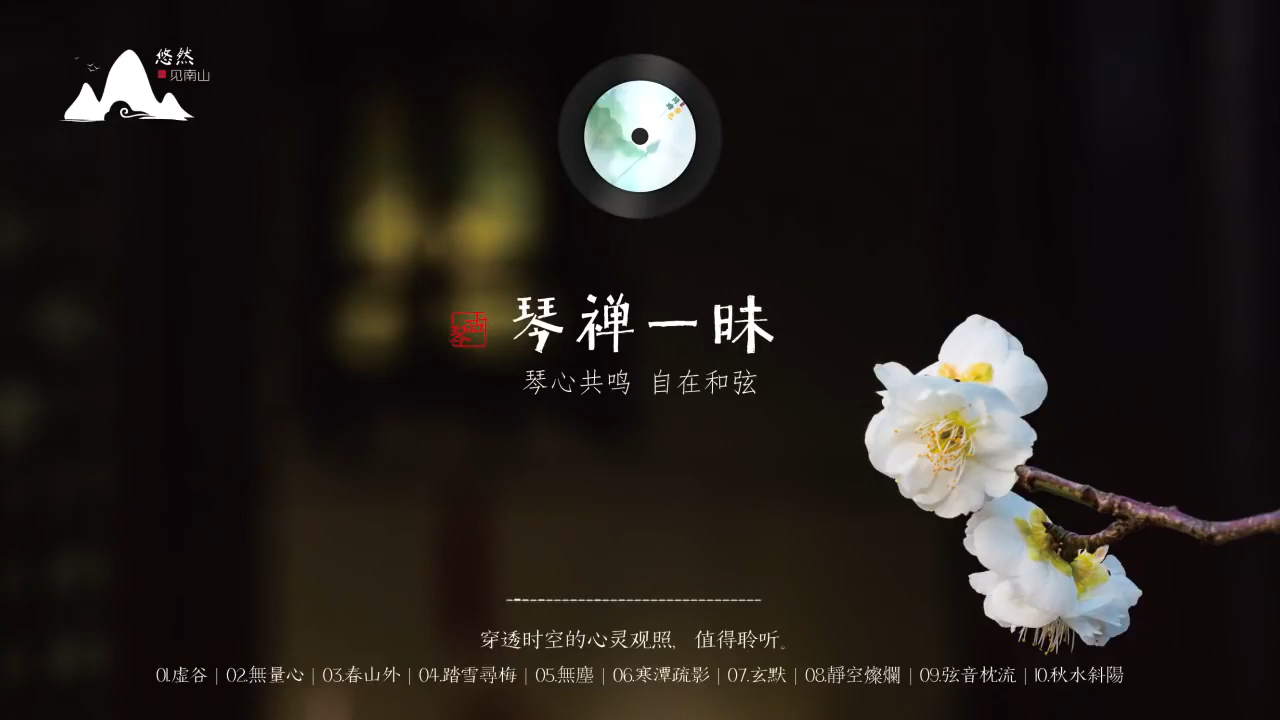 悠然
见南山
古琴
琴禅一昧
琴心共鸣 自在和弦
穿透时空的心灵观照，值得聆听。
01.虚谷 | 02.無量心 | 03.春山外 | 04.踏雪尋梅 | 05.無塵 | 06.寒潭疏影 | 07.玄默 | 08.靜空燦爛 | 09.弦音枕流 | 10.秋水斜陽